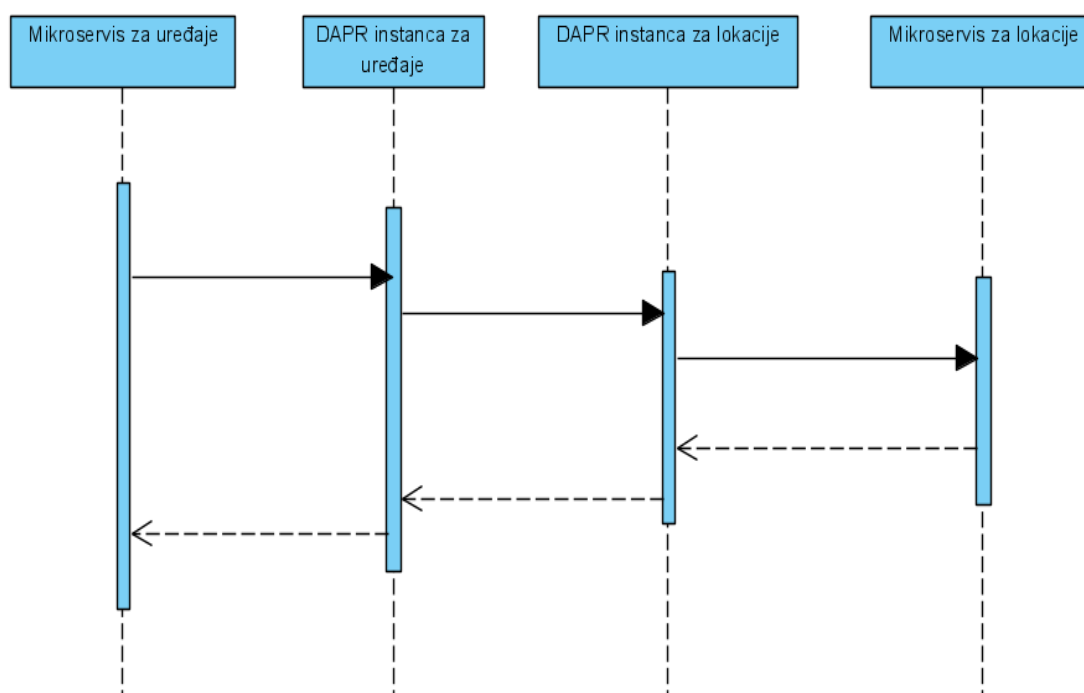 Mikroservis za uređaje
DAPR instanca za
uređaje
DAPR instanca za lokacije
Mikroservis za lokacije